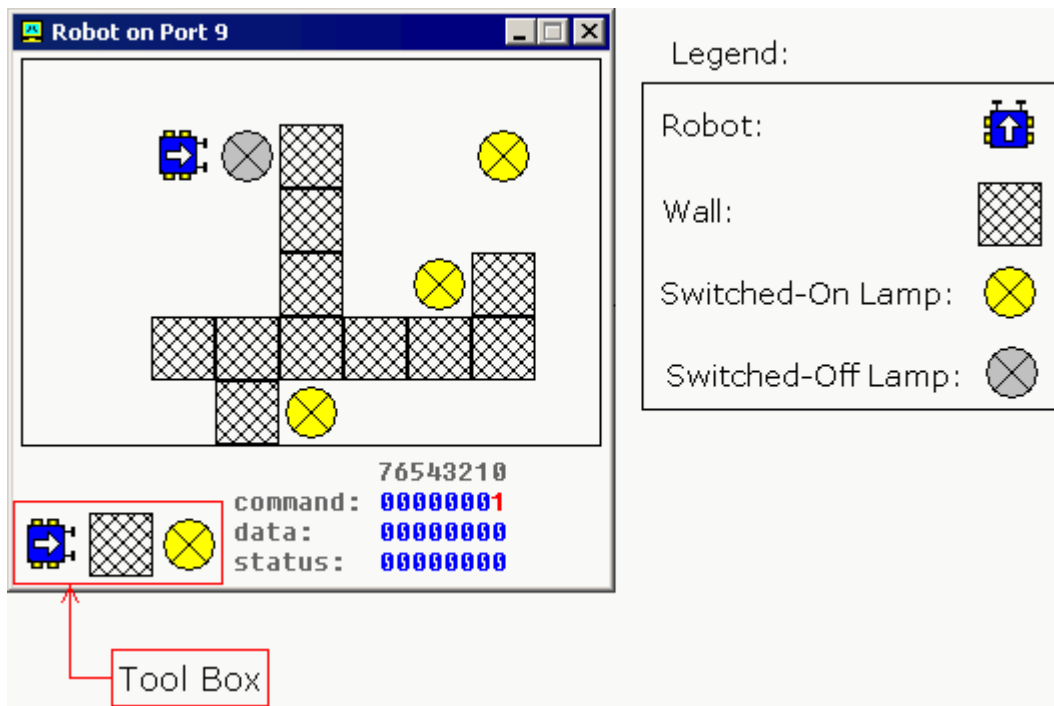 Robot on Port 9
Legend:
Robot:
Wall:
Switched-On Lamp:
Switched-Off Lamp:
76543210
command: 00000001
data: 00000000
status: 00000000
Tool Box